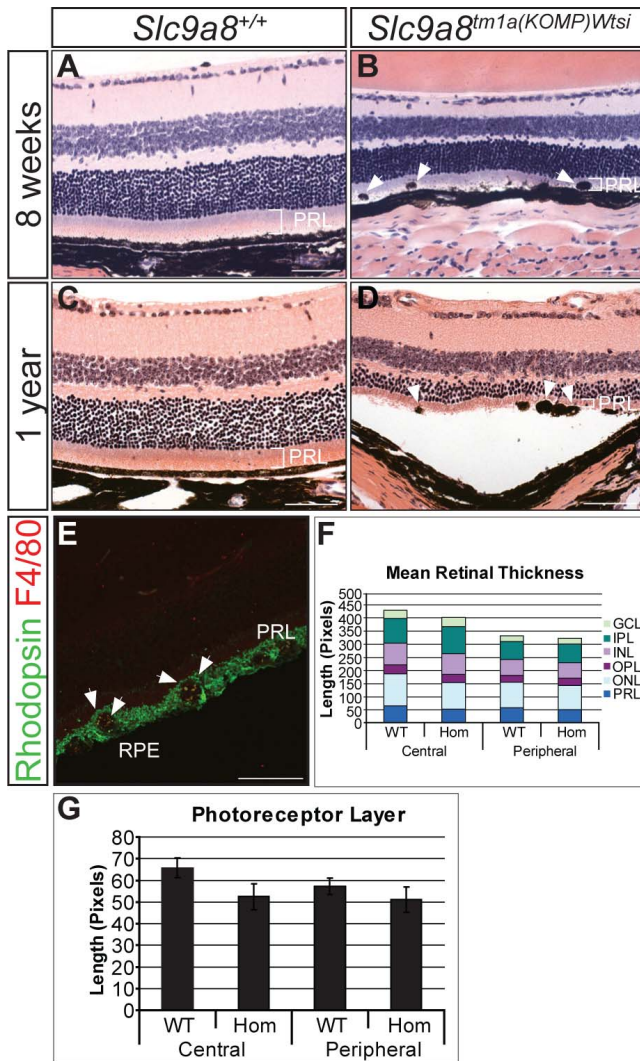 Slc9a8+/+
Slc9a8tm1a(KOMP)Wtsi
8 weeks
A
PRL
B
PRL
1 year
C
PRL
D
PRL
Rhodopsin F4/80
E
PRL
RPE
F
Mean Retinal Thickness
Length (Pixels)
500
450
350
300
250
200
150
100
50
0
GCL
IPL
INL
OPL
ONL
PRL
WT Hom WT Hom
Central Peripheral
G
Photoreceptor Layer
Length (Pixels)
80
70
60
50
40
30
20
10
0
WT Hom WT Hom
Central Peripheral